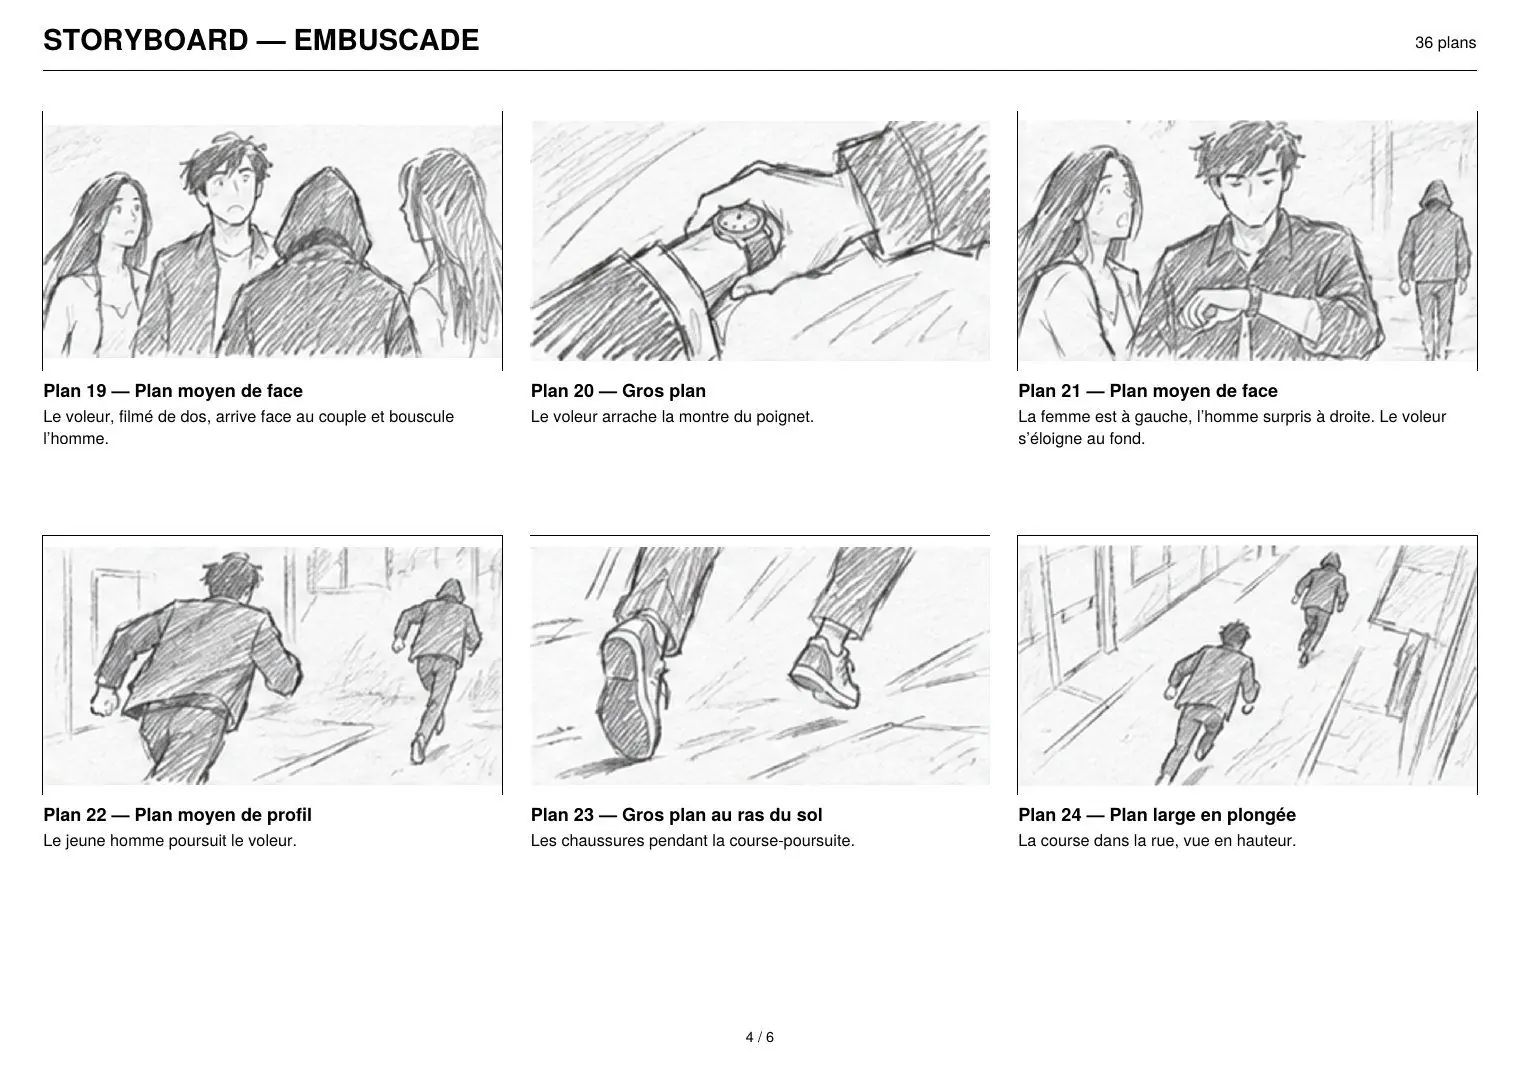 STORYBOARD — EMBUSCADE
36 plans
Plan 19 — Plan moyen de face
Le voleur, filmé de dos, arrive face au couple et bouscule
l’homme.
Plan 20 — Gros plan
Le voleur arrache la montre du poignet.
Plan 21 — Plan moyen de face
La femme est à gauche, l’homme surpris à droite. Le voleur
s’éloigne au fond.
Plan 22 — Plan moyen de profil
Le jeune homme poursuit le voleur.
Plan 23 — Gros plan au ras du sol
Les chaussures pendant la course-poursuite.
Plan 24 — Plan large en plongée
La course dans la rue, vue en hauteur.
4 / 6